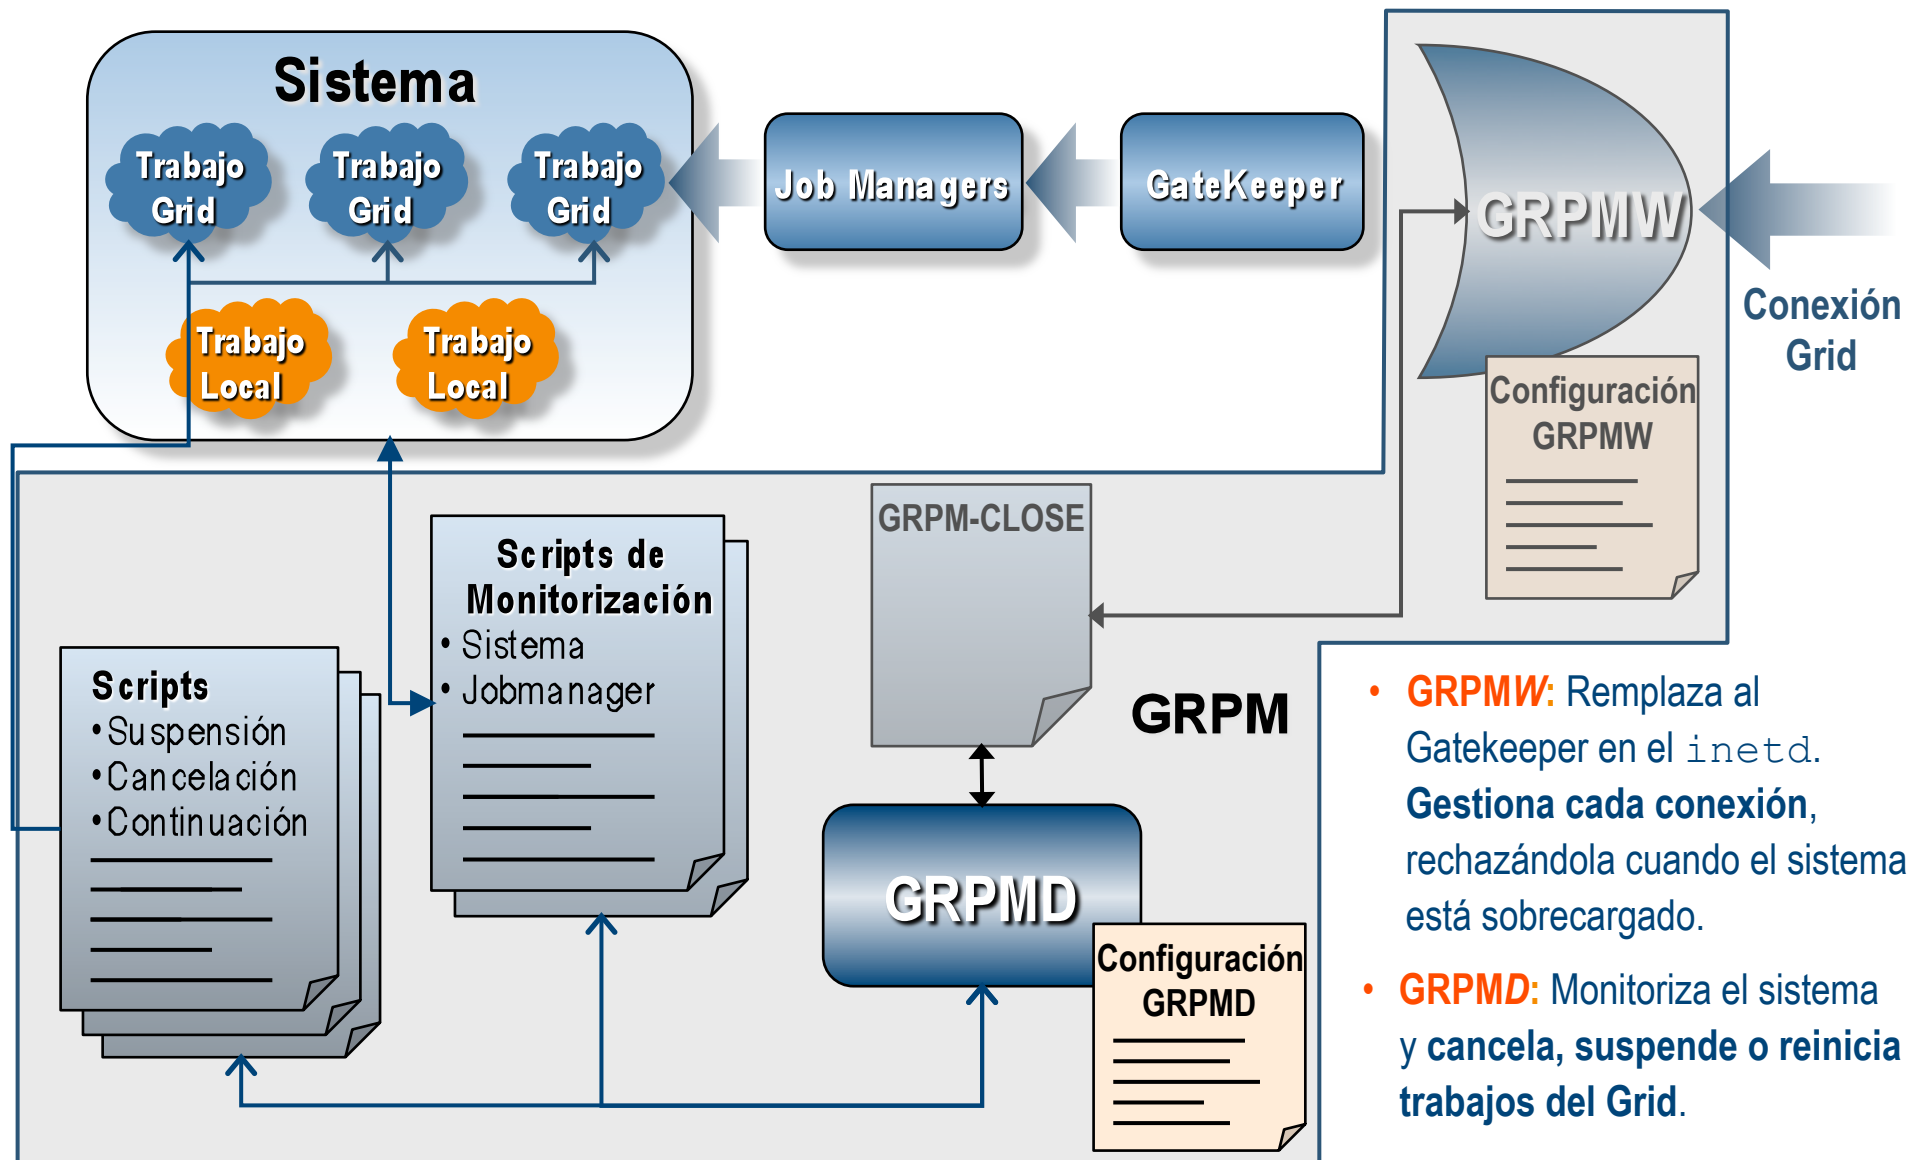 Sistema
Trabajo
Grid
Trabajo
Grid
Trabajo
Grid
Trabajo
Local
Trabajo
Local
Job Managers
GateKeeper
GRPMW
Conexión
Grid
Configuración
GRPMW
GRPM-CLOSE
Scripts de
Monitorización
• Sistema
• Jobmanager
Scripts
• Suspensión
• Cancelación
• Continuación
GRPM
GRPMD
Configuración
GRPMD
• GRPMW: Remplaza al
Gatekeeper en el inetd.
Gestiona cada conexión,
rechazándola cuando el sistema
está sobrecargado.
• GRPMD: Monitoriza el sistema
y cancela, suspende o reinicia
trabajos del Grid.